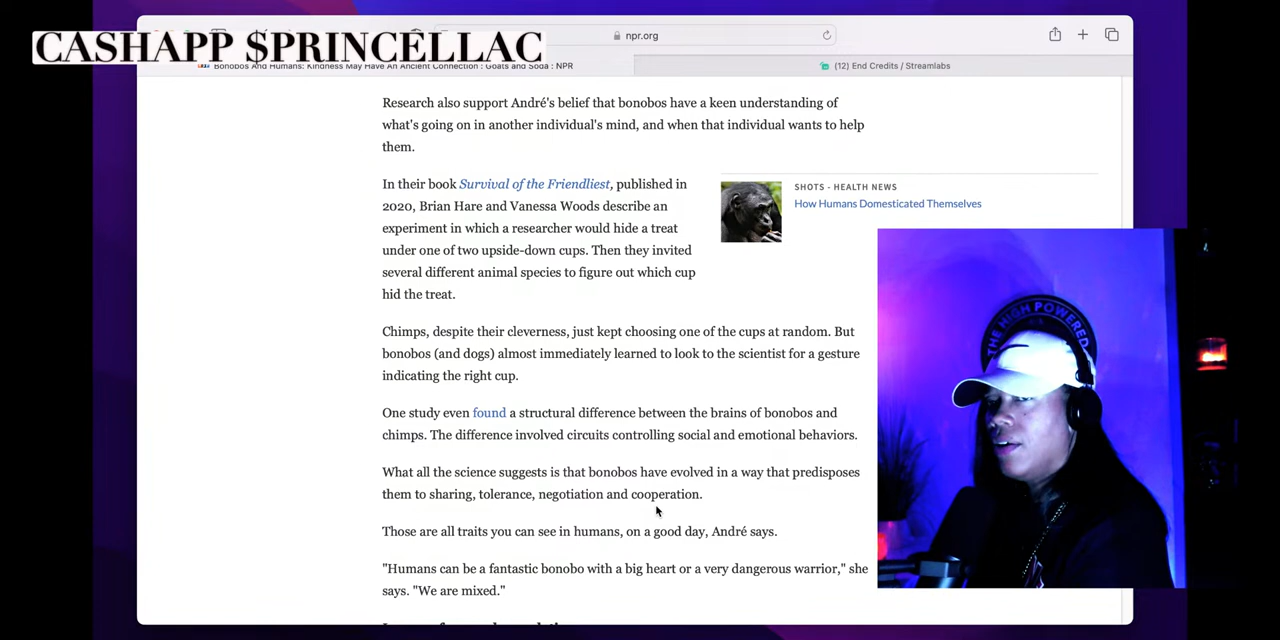 CASHAPP $PRINCELLAC
npr.org
Bonobos And Humans: Kindness May Have An Ancient Connection : Goats and Soda : NPR
(12) End Credits / Streamlabs
Research also support André's belief that bonobos have a keen understanding of
what's going on in another individual's mind, and when that individual wants to help
them.
In their book Survival of the Friendliest, published in
2020, Brian Hare and Vanessa Woods describe an
experiment in which a researcher would hide a treat
under one of two upside-down cups. Then they invited
several different animal species to figure out which cup
hid the treat.
SHOTS - HEALTH NEWS
How Humans Domesticated Themselves
Chimps, despite their cleverness, just kept choosing one of the cups at random. But
bonobos (and dogs) almost immediately learned to look to the scientist for a gesture
indicating the right cup.
One study even found a structural difference between the brains of bonobos and
chimps. The difference involved circuits controlling social and emotional behaviors.
What all the science suggests is that bonobos have evolved in a way that predisposes
them to sharing, tolerance, negotiation and cooperation.
Those are all traits you can see in humans, on a good day, André says.
"Humans can be a fantastic bonobo with a big heart or a very dangerous warrior," she
says. "We are mixed."
THE HIGH POWERED